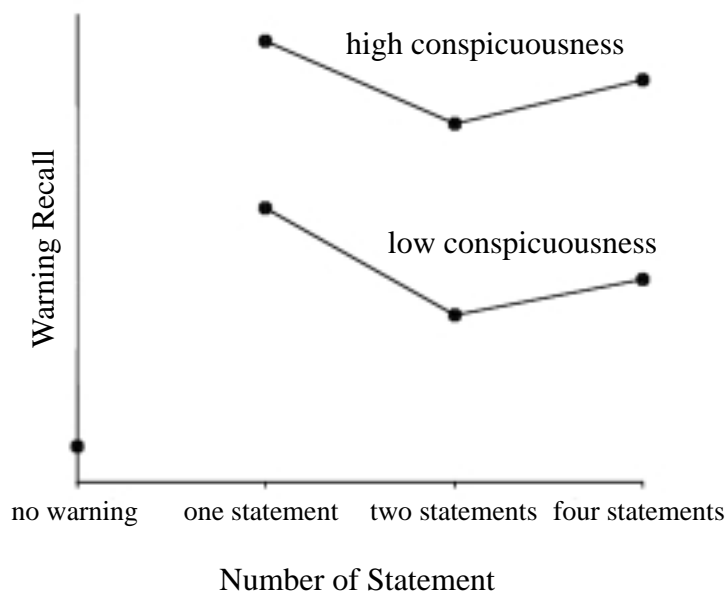 high conspicuousness
Warning Recall
low conspicuousness
no warning one statement two statements four statements
Number of Statement